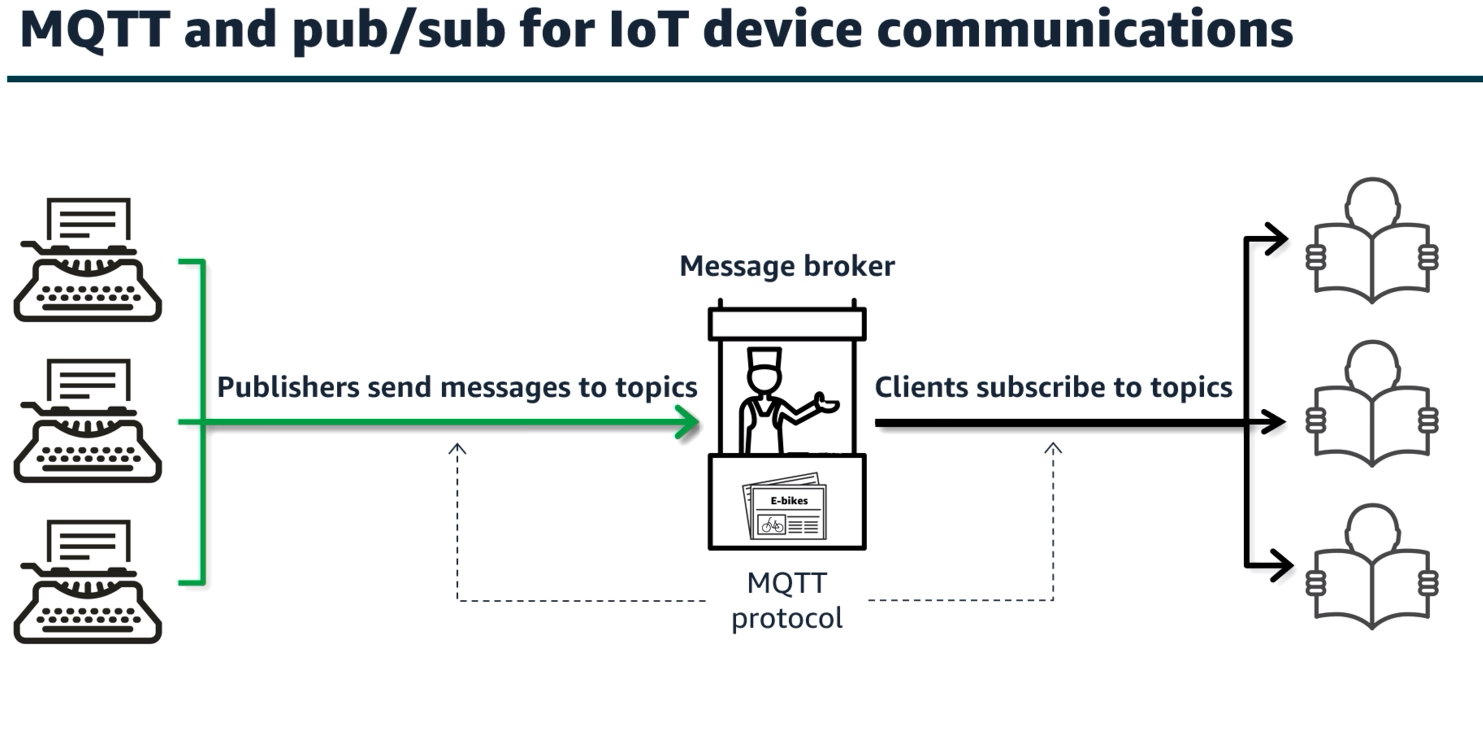 MQTT and pub/sub for IoT device communications
Message broker
Publishers send messages to topics
Clients subscribe to topics
E-bikes
MQTT
protocol